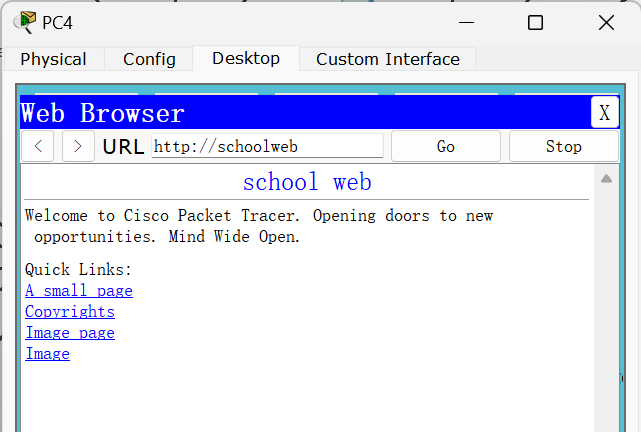 PC4
Physical Config Desktop Custom Interface
Web Browser X
< > URL http://schoolweb Go Stop
school web
Welcome to Cisco Packet Tracer. Opening doors to new
opportunities. Mind Wide Open.
Quick Links:
A small page
Copyrights
Image page
Image